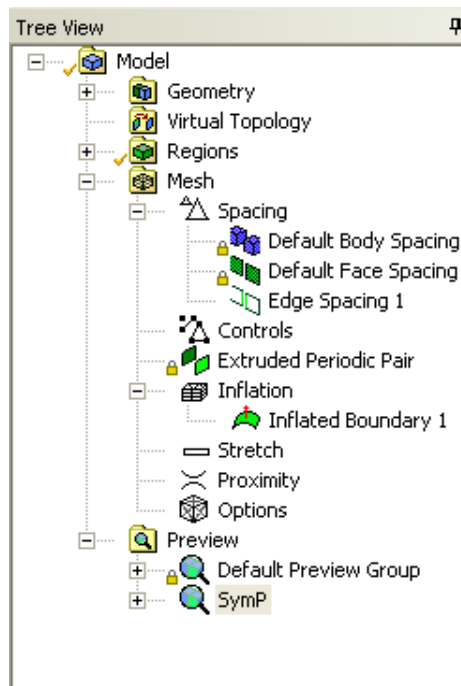 Tree View
Model
Geometry
Virtual Topology
Regions
Mesh
Spacing
Default Body Spacing
Default Face Spacing
Edge Spacing 1
Controls
Extruded Periodic Pair
Inflation
Inflated Boundary 1
Stretch
Proximity
Options
Preview
Default Preview Group
SymP